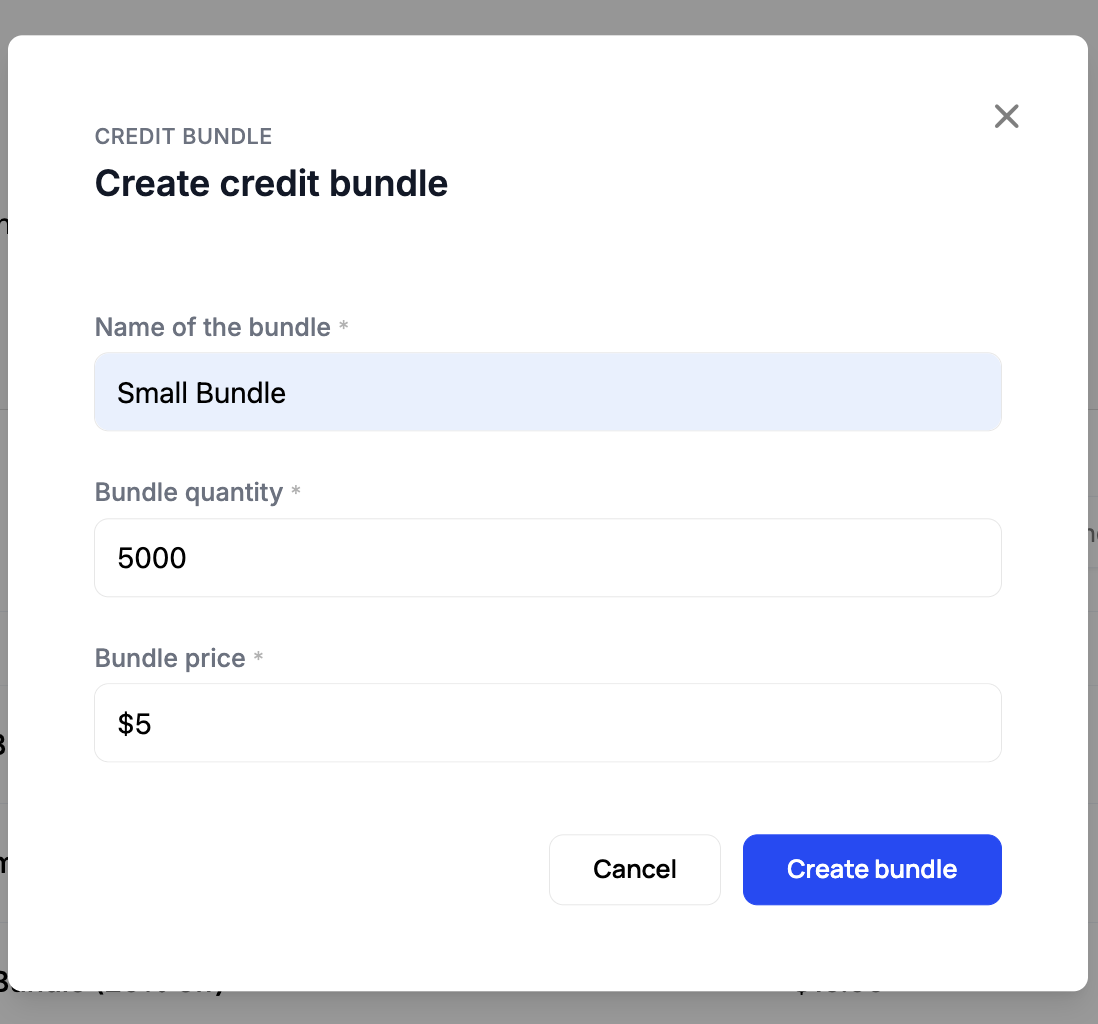 CREDIT BUNDLE
Create credit bundle
Name of the bundle *
Small Bundle
Bundle quantity *
5000
Bundle price *
$5
Cancel
Create bundle